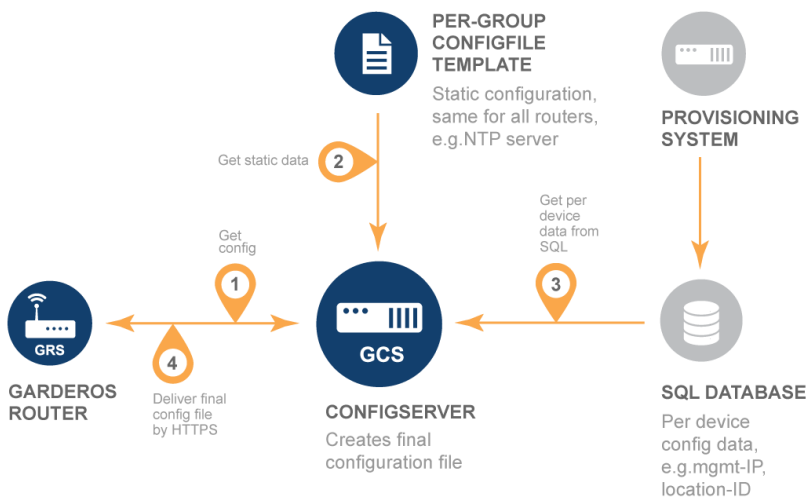 PER-GROUP
CONFIGFILE
TEMPLATE
Static configuration,
same for all routers,
e.g.NTP server
PROVISIONING
SYSTEM
Get static data
2
Get per
device
data from
SQL
3
Get
config
1
GRS
4
GCS
GARDEROS
ROUTER
Deliver final
config file
by HTTPS
CONFIGSERVER
Creates final
configuration file
SQL DATABASE
Per device
config data,
e.g.mgmt-IP,
location-ID